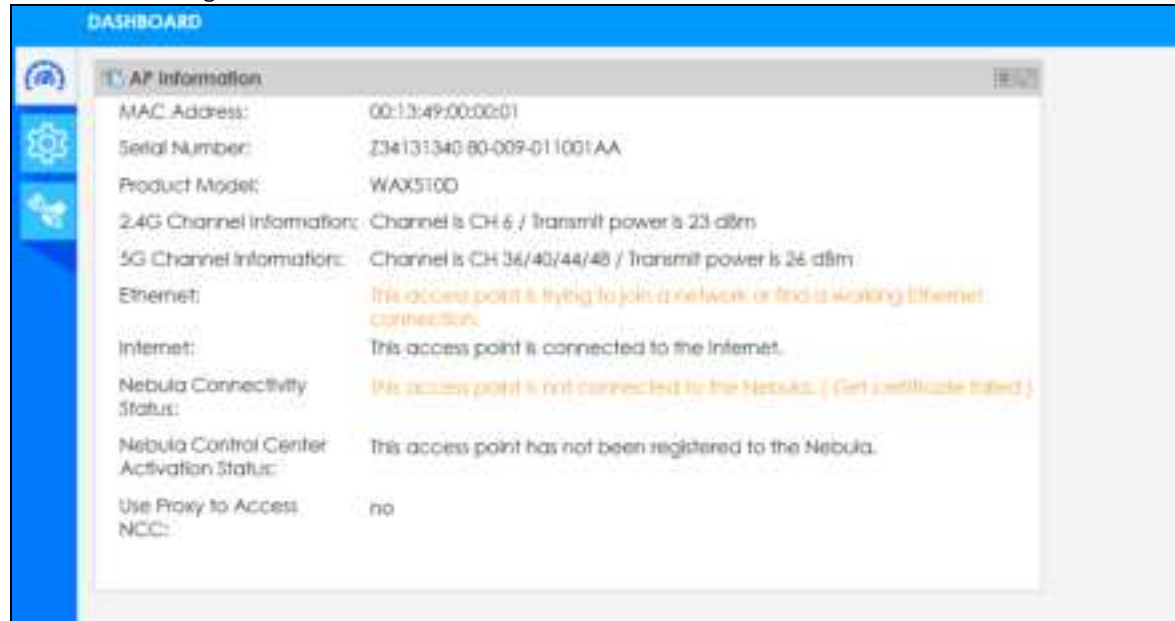 DASHBOARD
AP Information
MAC Address: 00:13:49:00:00:01
Serial Number: Z34131340 80-009-011001AA
Product Model: WAX510D
2.4G Channel Information: Channel is CH 6 / Transmit power is 23 dBm
5G Channel Information: Channel is CH 36/40/44/48 / Transmit power is 26 dBm
Ethernet: This access point is trying to join a network or find a working Ethernet
connection.
Internet: This access point is connected to the Internet.
Nebula Connectivity This access point is not connected to the Nebula. ( Get certificate failed )
Status:
Nebula Control Center This access point has not been registered to the Nebula.
Activation Status:
Use Proxy to Access no
NCC: